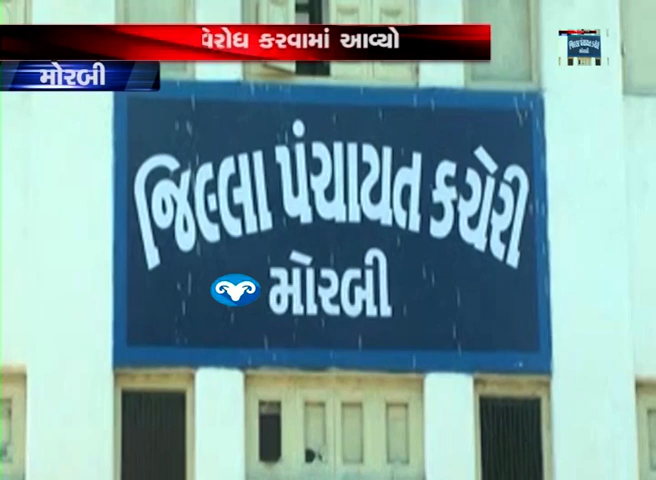 વિરોધ કરવામાં આવ્યો
મોરબી
જિલ્લા પંચાયત કચેરી
મોરબી